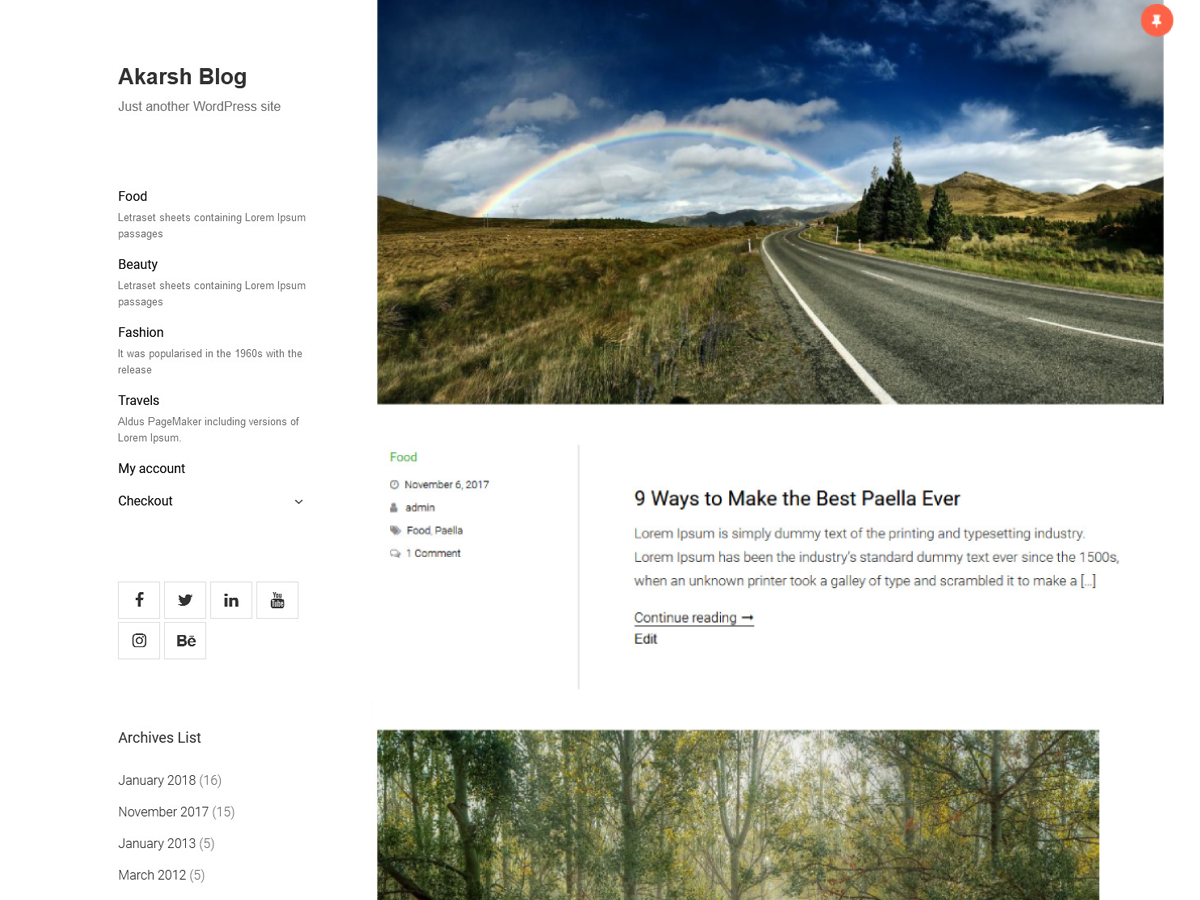 Akarsh Blog
Just another WordPress site
Food
Letraset sheets containing Lorem Ipsum
passages
Beauty
Letraset sheets containing Lorem Ipsum
passages
Fashion
It was popularised in the 1960s with the
release
Travels
Aldus PageMaker including versions of
Lorem Ipsum.
My account
Checkout
You
Tube
Bē
Archives List
January 2018 (16)
November 2017 (15)
January 2013 (5)
March 2012 (5)
Food
November 6, 2017
admin
Food, Paella
1 Comment
9 Ways to Make the Best Paella Ever
Lorem Ipsum is simply dummy text of the printing and typesetting industry.
Lorem Ipsum has been the industry's standard dummy text ever since the 1500s,
when an unknown printer took a galley of type and scrambled it to make a [...]
Continue reading ➞
Edit